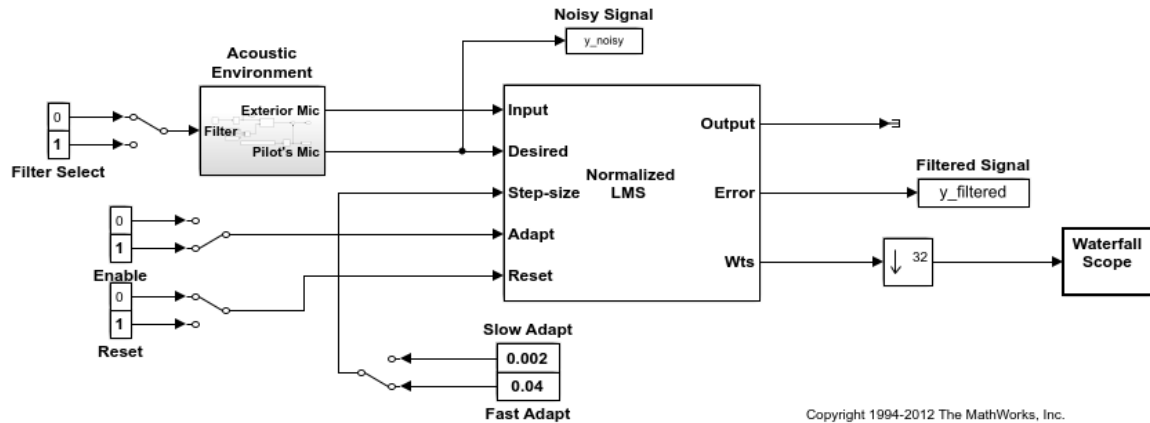 Noisy Signal
y_noisy
Acoustic
Environment
Exterior Mic
Filter
Pilot's Mic
0
1
Filter Select
Input
Desired
Step-size
Adapt
Reset
Normalized
LMS
Output
Error
Wts
Filtered Signal
y_filtered
0
1
Enable
0
1
Reset
32
Waterfall
Scope
Slow Adapt
0.002
0.04
Fast Adapt
Copyright 1994-2012 The MathWorks, Inc.